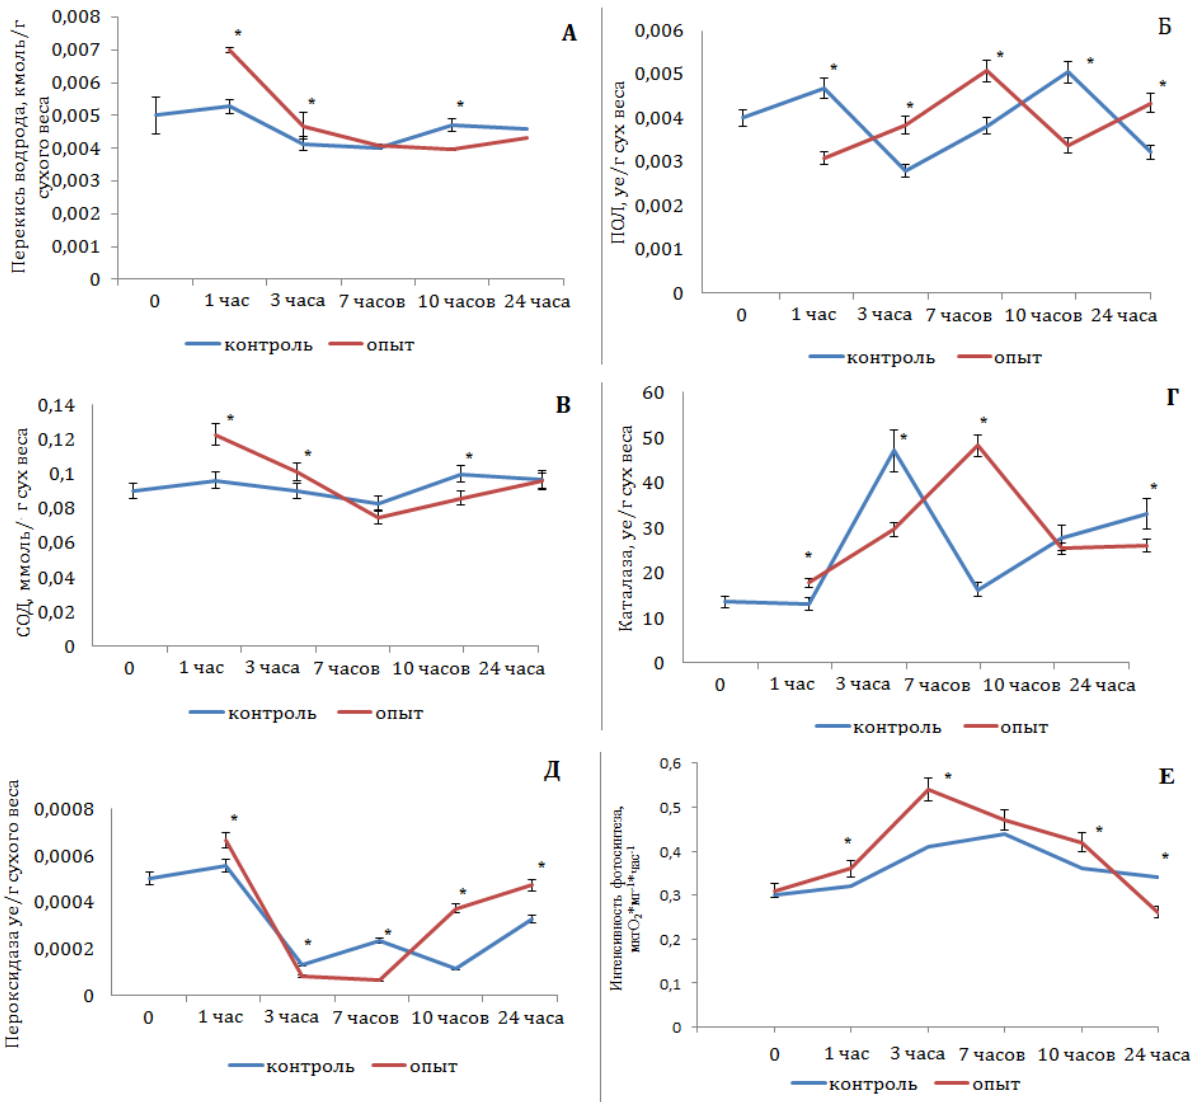 А
Перекись водрода, кмоль/г
сухого веса
0,008
0,007
0,006
0,005
0,004
0,003
0,002
0,001
0
*
*
*
0 1 час 3 часа 7 часов 10 часов 24 часа
контроль опыт
Б
ПОЛ, уе/г сух веса
0,006
0,005
0,004
0,003
0,002
0,001
0
*
*
*
*
*
0 1 час 3 часа 7 часов 10 часов 24 часа
контроль опыт
В
СОД, ммоль/ г сух веса
0,14
0,12
0,1
0,08
0,06
0,04
0,02
0
*
*
*
0 1 час 3 часа 7 часов 10 часов 24 часа
контроль опыт
Г
Каталаза, уе/г сух веса
60
50
40
30
20
10
0
*
*
*
*
0 1 час 3 часа 7 часов 10 часов 24 часа
контроль опыт
Д
Пероксидаза уе/г сухого веса
0,0008
0,0006
0,0004
0,0002
0
*
*
*
*
*
0 1 час 3 часа 7 часов 10 часов 24 часа
контроль опыт
Е
Интенсивность фотосинтеза,
мкгО₂*мг⁻¹*час⁻¹
0,6
0,5
0,4
0,3
0,2
0,1
0
*
*
*
*
0 1 час 3 часа 7 часов 10 часов 24 часа
контроль опыт